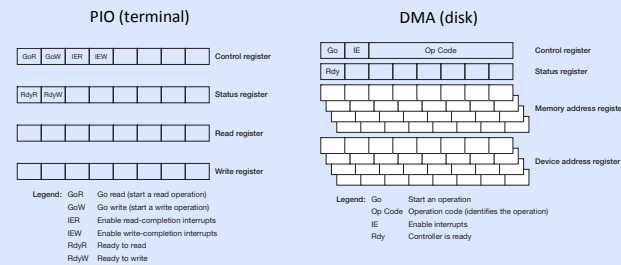 PIO (terminal)
GoR GoW IER IEW Control register
RdyR RdyW Status register
Read register
Write register
Legend: GoR Go read (start a read operation)
GoW Go write (start a write operation)
IER Enable read-completion interrupts
IEW Enable write-completion interrupts
RdyR Ready to read
RdyW Ready to write
DMA (disk)
Go IE Op Code Control register
Rdy Status register
Memory address register
Device address register
Legend: Go Start an operation
Op Code Operation code (identifies the operation)
IE Enable interrupts
Rdy Controller is ready